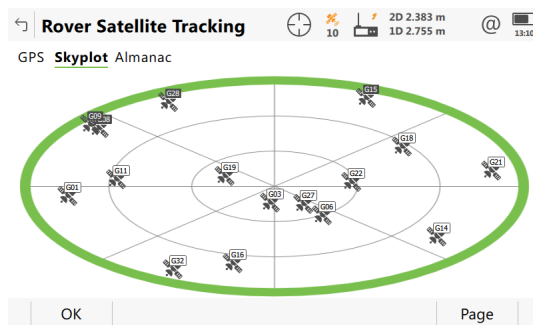 Rover Satellite Tracking
10
2D 2.383 m
1D 2.755 m
@
13:10
GPS Skyplot Almanac
G28
G15
G09
G18
G21
G11
G19
G22
G01
G03
G27
G06
G14
G16
G32
OK
Page